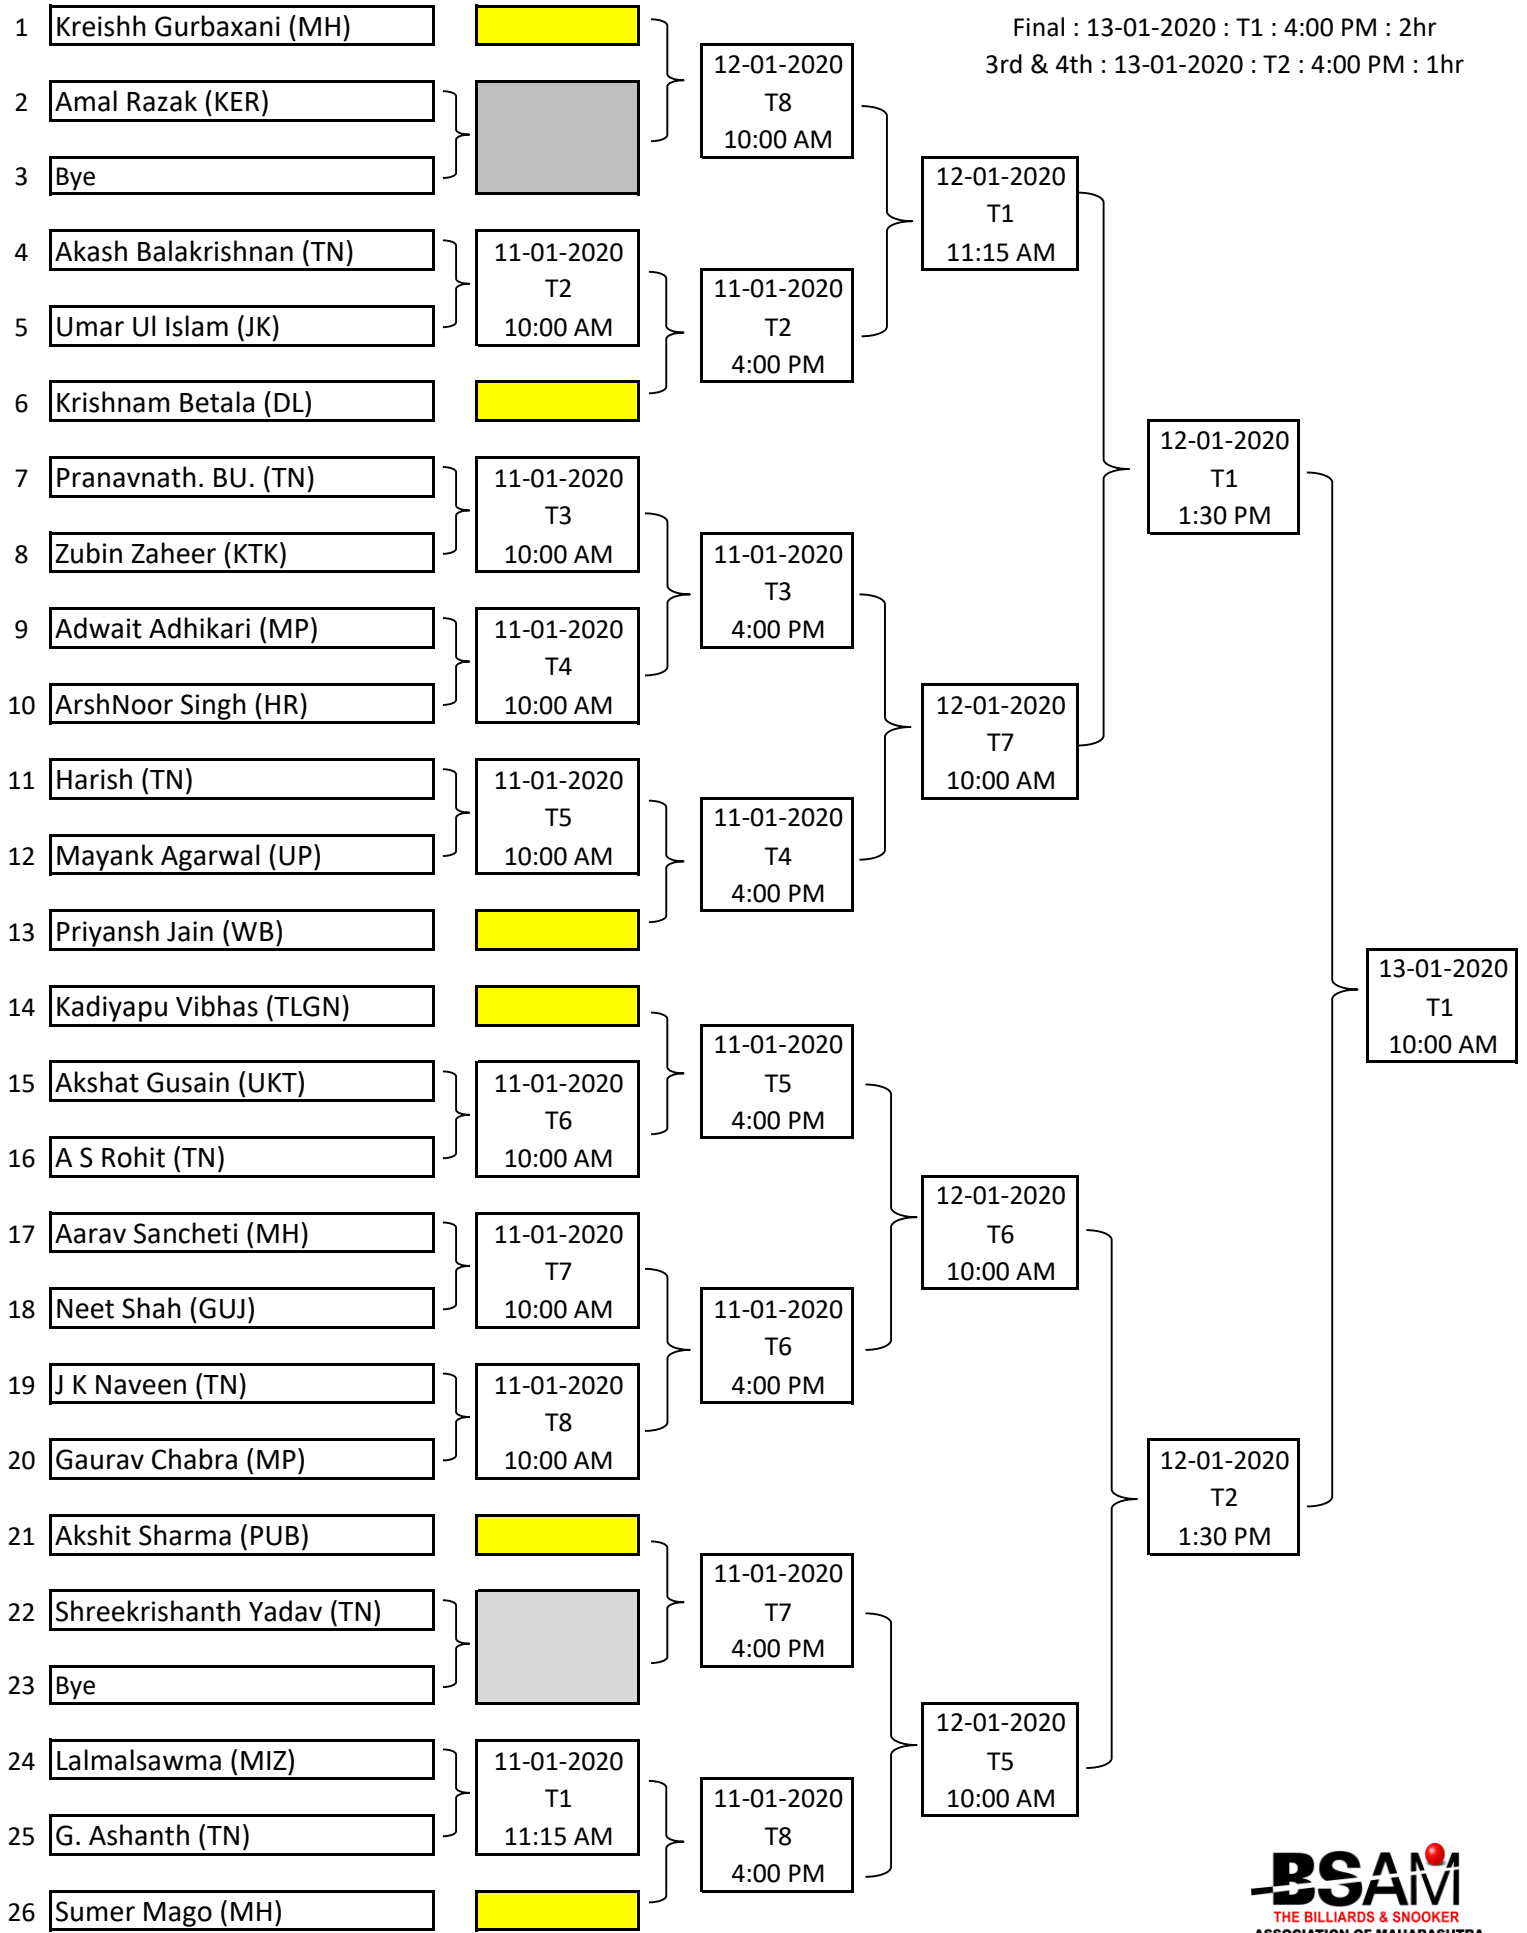 Final : 13-01-2020 : T1 : 4:00 PM : 2hr
3rd & 4th : 13-01-2020 : T2 : 4:00 PM : 1hr
1 Kreishh Gurbaxani (MH)
2 Amal Razak (KER)
3 Bye
4 Akash Balakrishnan (TN)
5 Umar Ul Islam (JK)
6 Krishnam Betala (DL)
7 Pranavnath. BU. (TN)
8 Zubin Zaheer (KTK)
9 Adwait Adhikari (MP)
10 ArshNoor Singh (HR)
11 Harish (TN)
12 Mayank Agarwal (UP)
13 Priyansh Jain (WB)
14 Kadiyapu Vibhas (TLGN)
15 Akshat Gusain (UKT)
16 A S Rohit (TN)
17 Aarav Sancheti (MH)
18 Neet Shah (GUJ)
19 J K Naveen (TN)
20 Gaurav Chabra (MP)
21 Akshit Sharma (PUB)
22 Shreekrishanth Yadav (TN)
23 Bye
24 Lalmalsawma (MIZ)
25 G. Ashanth (TN)
26 Sumer Mago (MH)
11-01-2020
T2
10:00 AM
11-01-2020
T3
10:00 AM
11-01-2020
T4
10:00 AM
11-01-2020
T5
10:00 AM
11-01-2020
T6
10:00 AM
11-01-2020
T7
10:00 AM
11-01-2020
T8
10:00 AM
11-01-2020
T1
11:15 AM
12-01-2020
T8
10:00 AM
11-01-2020
T2
4:00 PM
11-01-2020
T3
4:00 PM
11-01-2020
T4
4:00 PM
11-01-2020
T5
4:00 PM
11-01-2020
T6
4:00 PM
11-01-2020
T7
4:00 PM
11-01-2020
T8
4:00 PM
12-01-2020
T1
11:15 AM
12-01-2020
T7
10:00 AM
12-01-2020
T6
10:00 AM
12-01-2020
T5
10:00 AM
12-01-2020
T1
1:30 PM
12-01-2020
T2
1:30 PM
13-01-2020
T1
10:00 AM
BSAM
THE BILLIARDS & SNOOKER
ASSOCIATION OF MAHARASHTRA